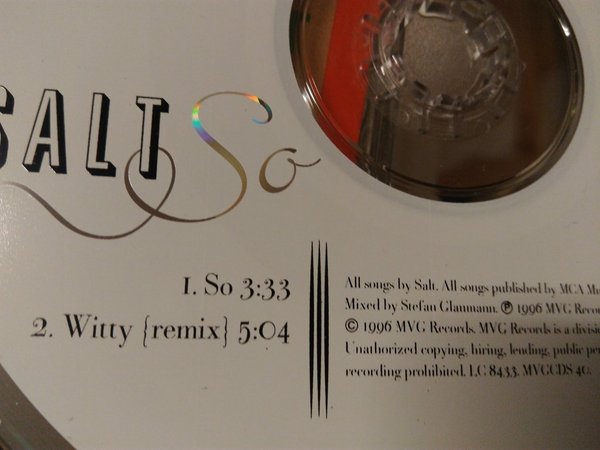 SALT So
1. So 3:33
2. Witty {remix} 5:04
All songs by Salt. All songs published by MCA
Mixed by Stefan Glaumann. ℗ 1996 MVG
© 1996 MVG Records. MVG Records is a
Unathorized copying, hiring, lending, public
recording prohibited. LC 8433. MVGCDS 40.